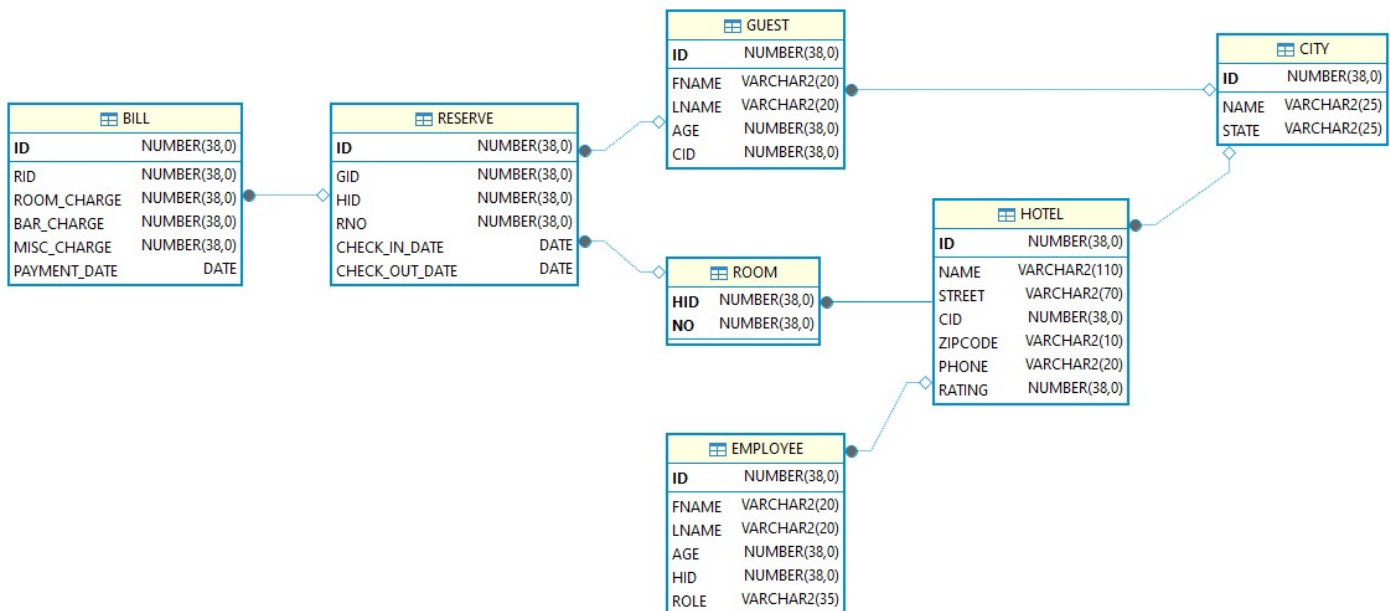 BILL
ID NUMBER(38,0)
RID NUMBER(38,0)
ROOM_CHARGE NUMBER(38,0)
BAR_CHARGE NUMBER(38,0)
MISC_CHARGE NUMBER(38,0)
PAYMENT_DATE DATE
RESERVE
ID NUMBER(38,0)
GID NUMBER(38,0)
HID NUMBER(38,0)
RNO NUMBER(38,0)
CHECK_IN_DATE DATE
CHECK_OUT_DATE DATE
GUEST
ID NUMBER(38,0)
FNAME VARCHAR2(20)
LNAME VARCHAR2(20)
AGE NUMBER(38,0)
CID NUMBER(38,0)
ROOM
HID NUMBER(38,0)
NO NUMBER(38,0)
EMPLOYEE
ID NUMBER(38,0)
FNAME VARCHAR2(20)
LNAME VARCHAR2(20)
AGE NUMBER(38,0)
HID NUMBER(38,0)
ROLE VARCHAR2(35)
HOTEL
ID NUMBER(38,0)
NAME VARCHAR2(110)
STREET VARCHAR2(70)
CID NUMBER(38,0)
ZIPCODE VARCHAR2(10)
PHONE VARCHAR2(20)
RATING NUMBER(38,0)
CITY
ID NUMBER(38,0)
NAME VARCHAR2(25)
STATE VARCHAR2(25)